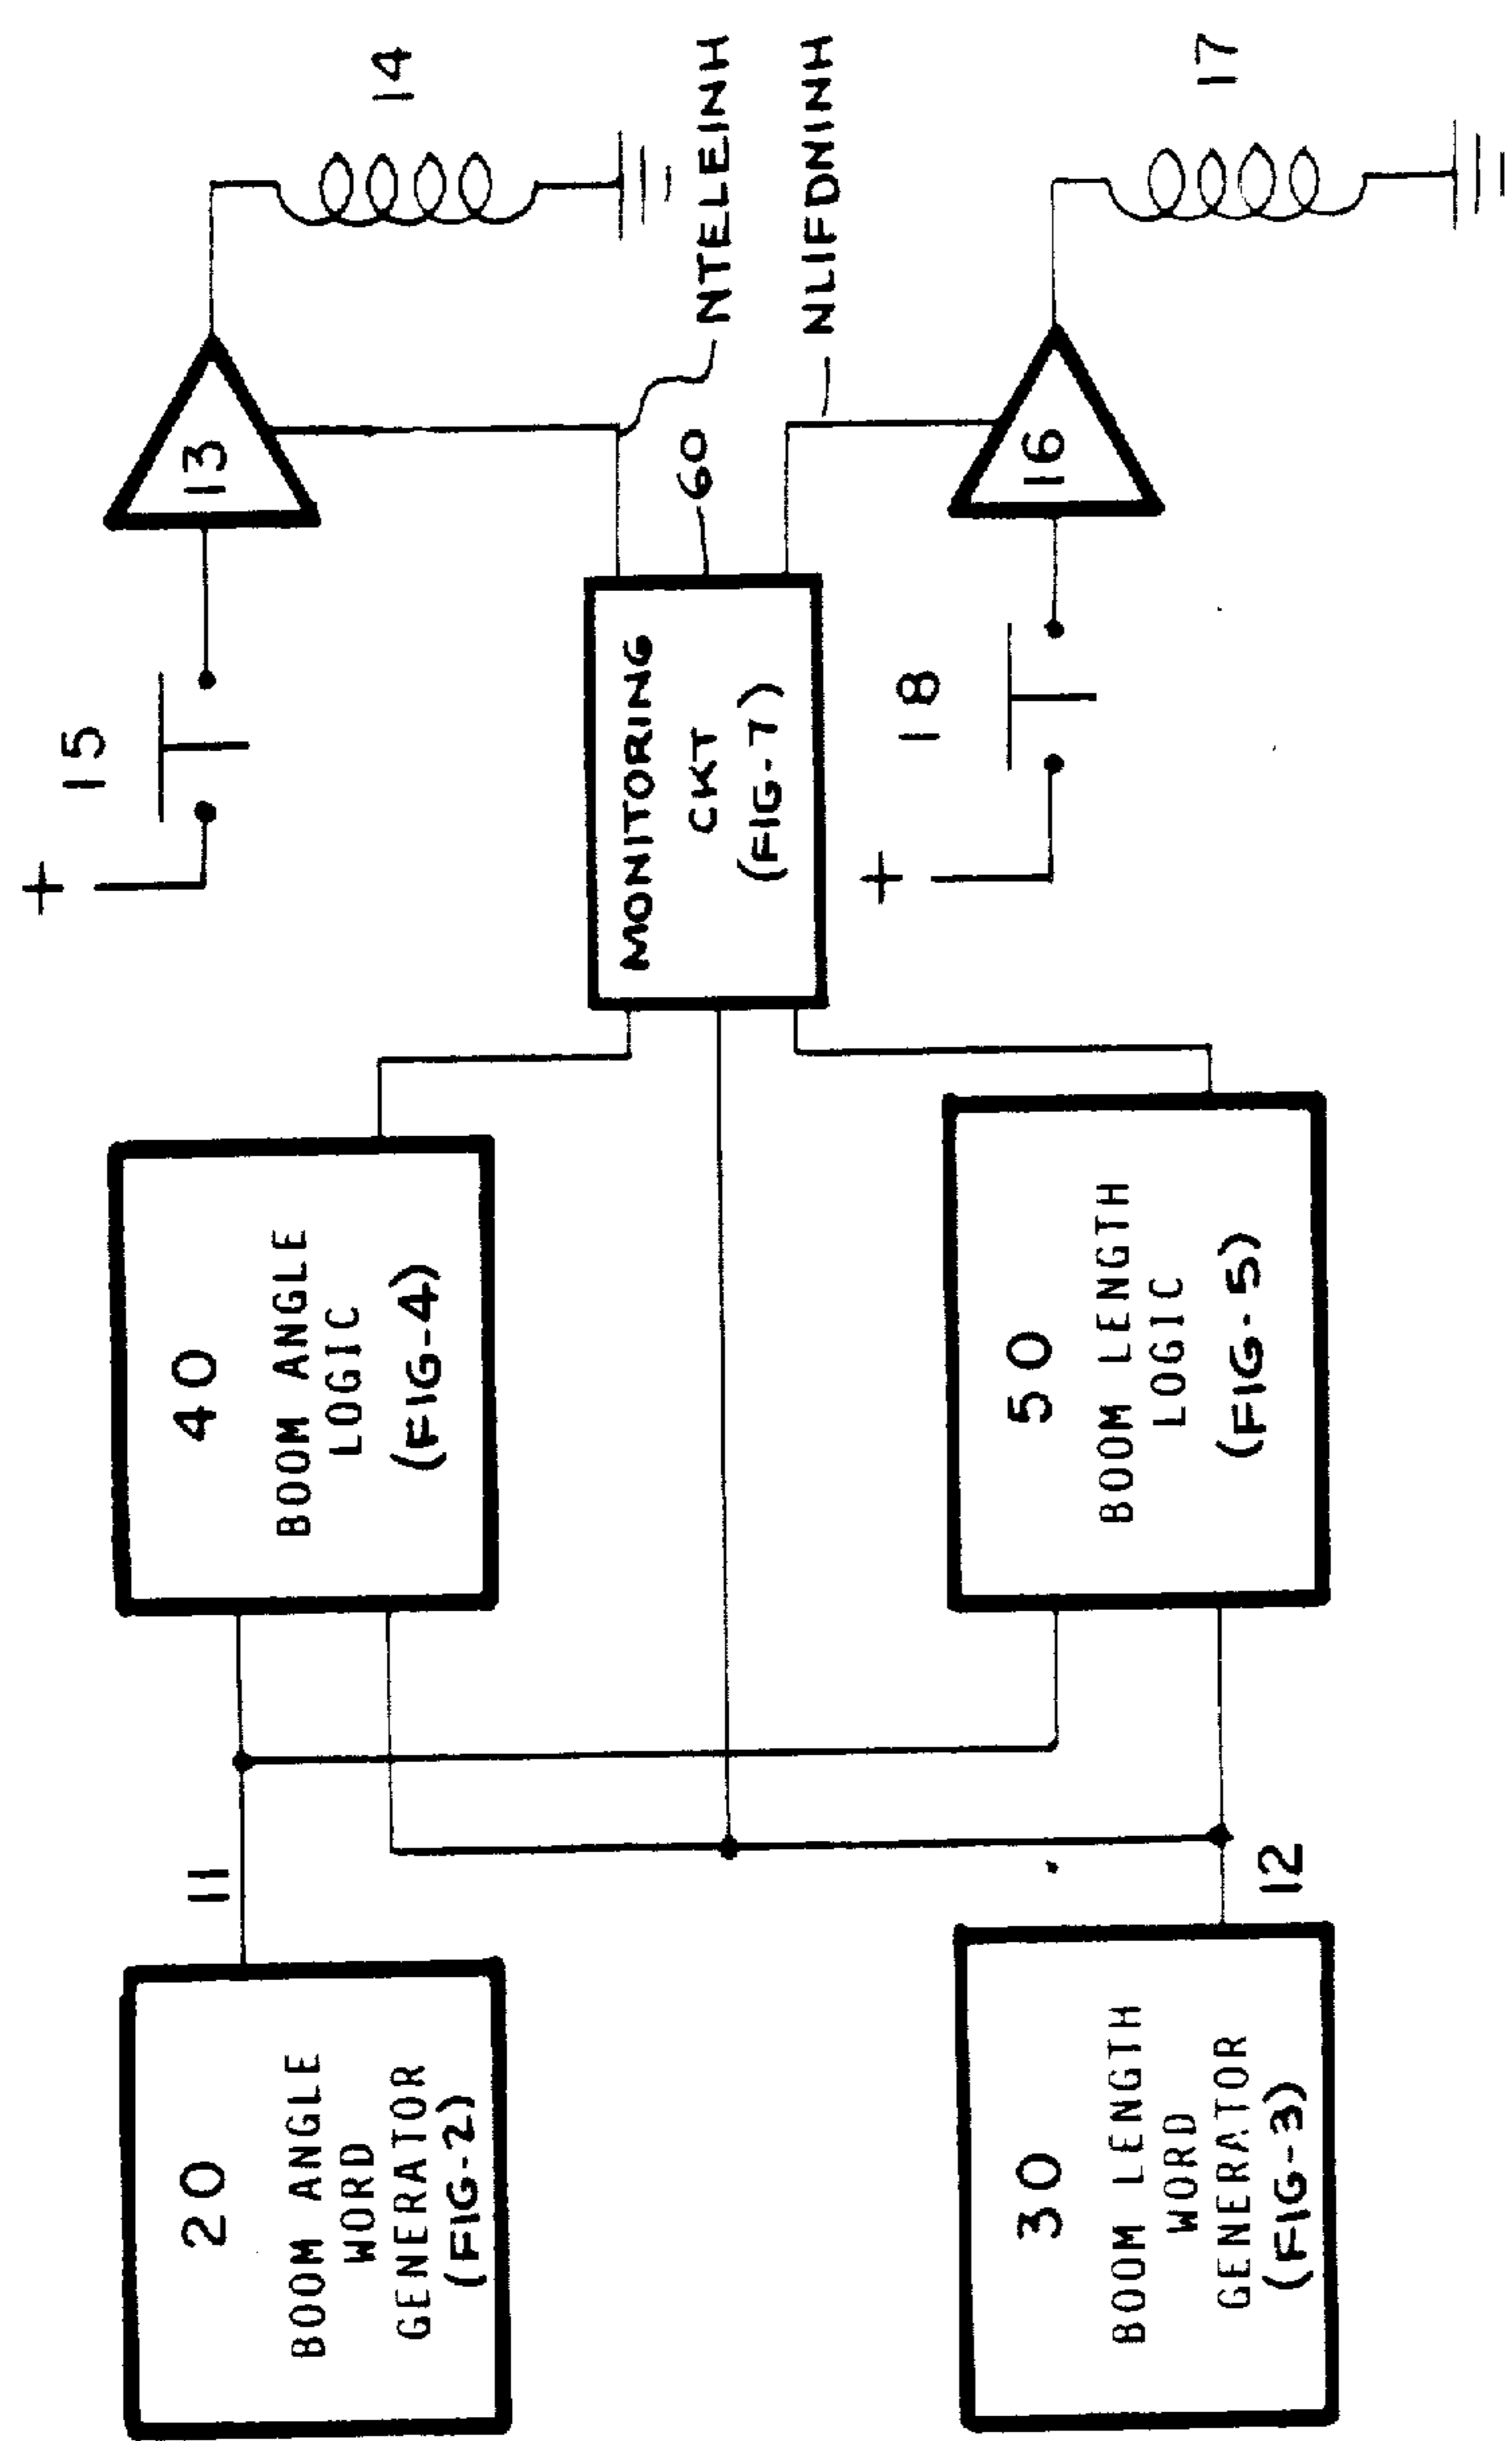 20
BOOM ANGLE
WORD
GENERATOR
(FIG-2)
11
40
BOOM ANGLE
LOGIC
(FIG-4)
+
15
13
14
MONITORING
CKT
(FIG-7)
60
NTELEINH
NLIFDNINH
30
BOOM LENGTH
WORD
GENERATOR
(FIG-3)
12
50
BOOM LENGTH
LOGIC
(FIG-5)
+
18
16
17